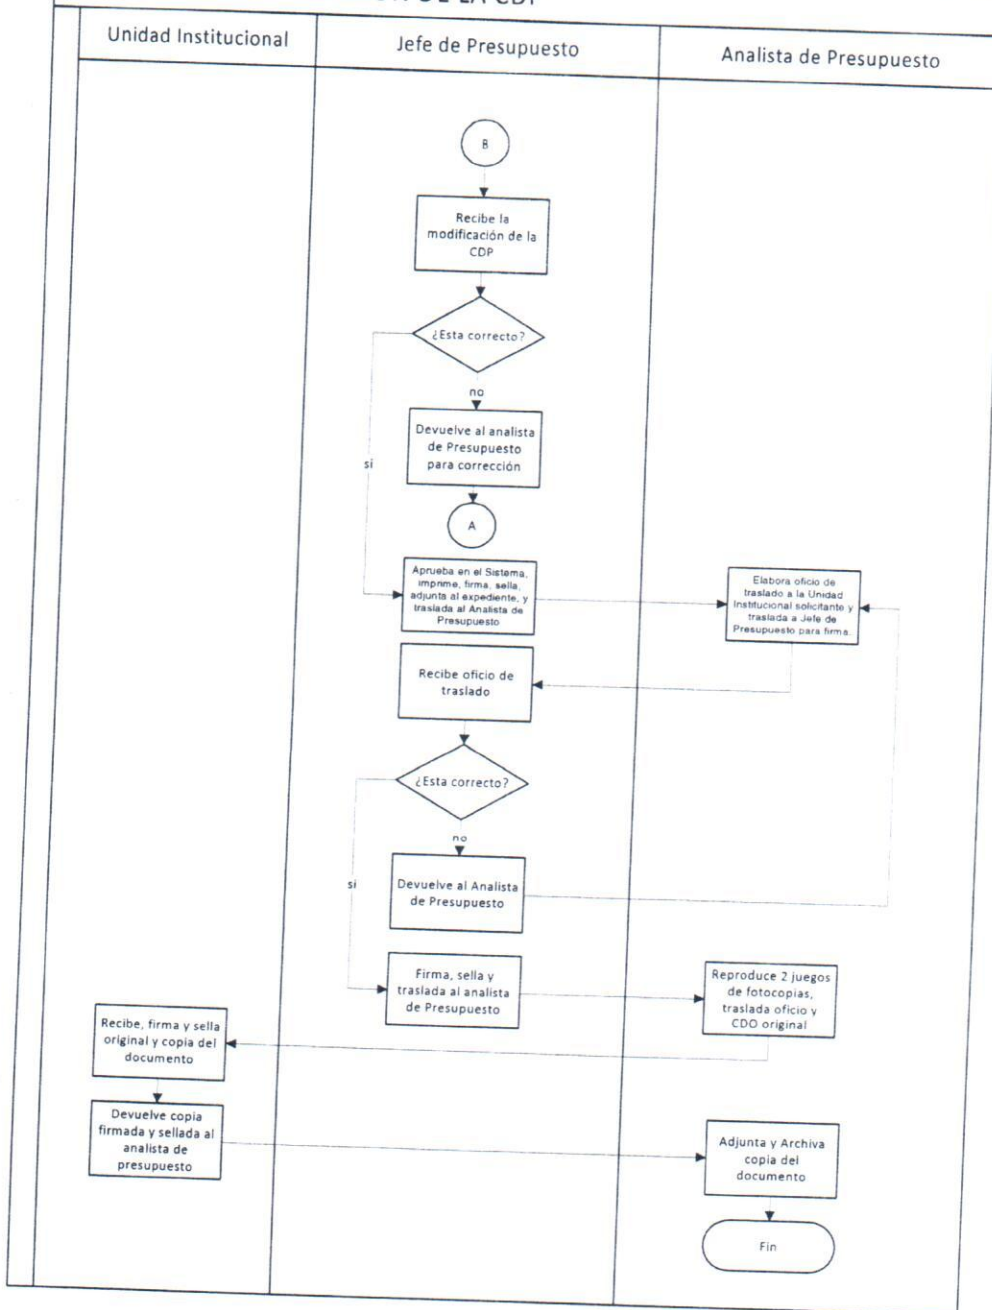 DE LA CDP
Unidad Institucional
Jefe de Presupuesto
Analista de Presupuesto
B
Recibe la
modificación de la
CDP
¿Esta correcto?
no
si
Devuelve al analista
de Presupuesto
para corrección
A
Aprueba en el Sistema,
imprime, firma, sella,
adjunta al expediente, y
traslada al Analista de
Presupuesto
Elabora oficio de
traslado a la Unidad
Institucional solicitante y
traslada a Jefe de
Presupuesto para firma.
Recibe oficio de
traslado
¿Esta correcto?
no
si
Devuelve al Analista
de Presupuesto
Firma, sella y
traslada al analista
de Presupuesto
Reproduce 2 juegos
de fotocopias,
traslada oficio y
CDO original
Recibe, firma y sella
original y copia del
documento
Devuelve copia
firmada y sellada al
analista de
presupuesto
Adjunta y Archiva
copia del
documento
Fin